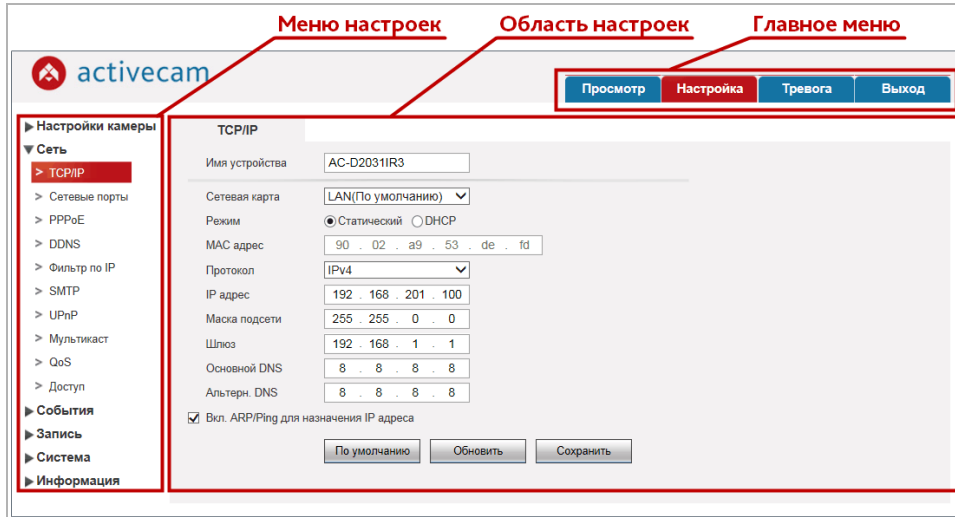 Меню настроек Область настроек Главное меню
activecam
Просмотр Настройка Тревога Выход
Настройки камеры
Сеть
> TCP/IP
> Сетевые порты
> PPPoE
> DDNS
> Фильтр по IP
> SMTP
> UPnP
> Мультикаст
> QoS
> Доступ
События
Запись
Система
Информация
TCP/IP
Имя устройства AC-D2031IR3
Сетевая карта LAN(По умолчанию)
Режим Статический DHCP
MAC адрес 90 . 02 . a9 . 53 . de . fd
Протокол IPv4
IP адрес 192 . 168 . 201 . 100
Маска подсети 255 . 255 . 0 . 0
Шлюз 192 . 168 . 1 . 1
Основной DNS 8 . 8 . 8 . 8
Альтерн. DNS 8 . 8 . 8 . 8
Вкл. ARP/Ping для назначения IP адреса
По умолчанию Обновить Сохранить